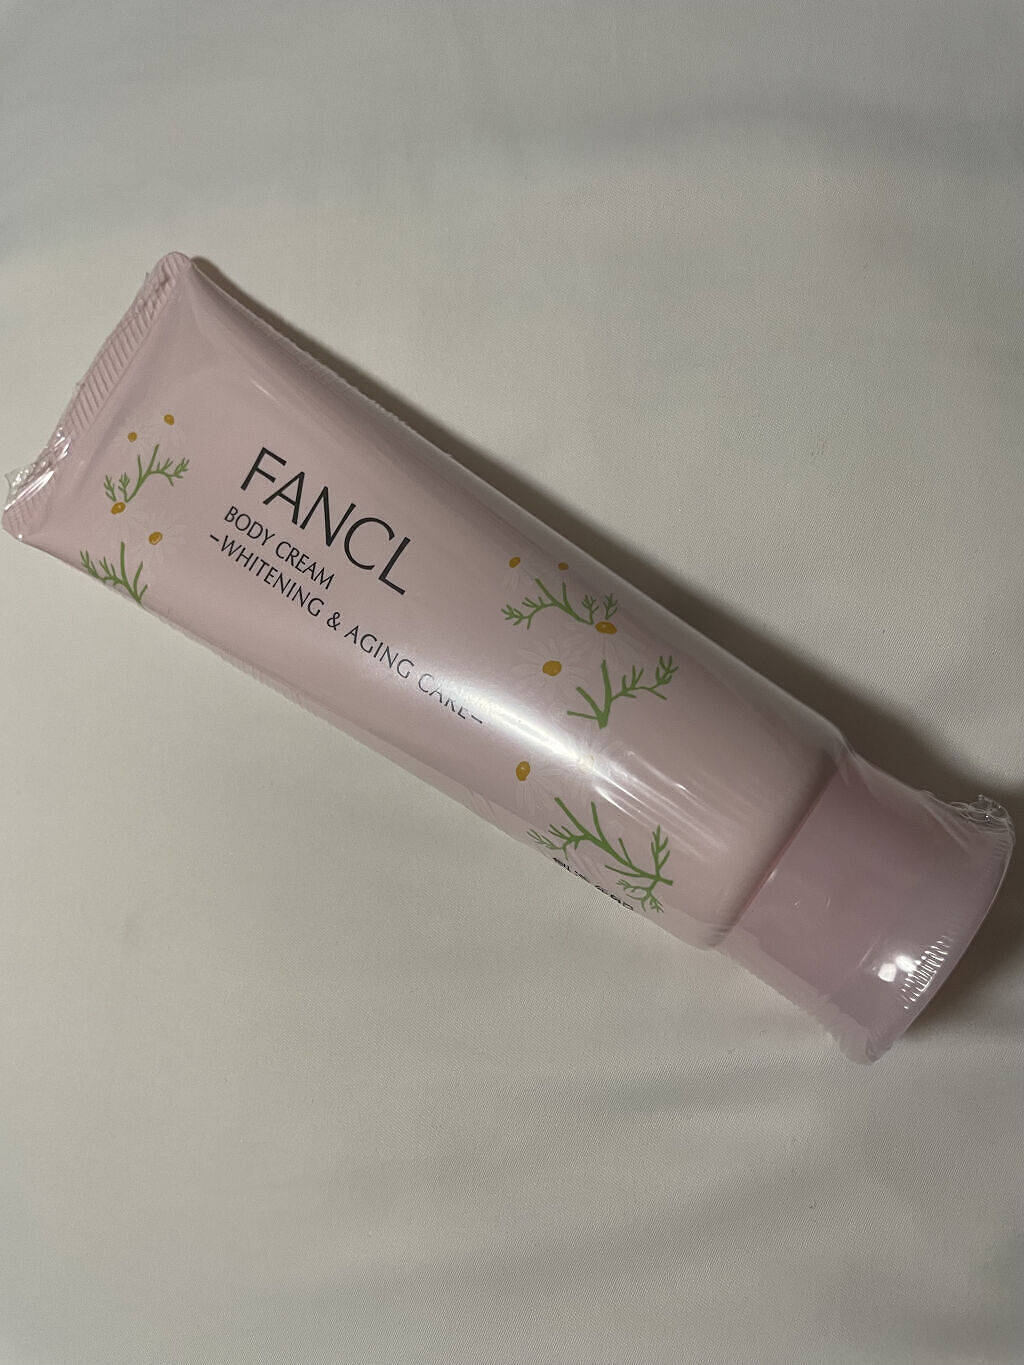 FANCL
BODY CREAM
–WHITENING & AGING CARE–